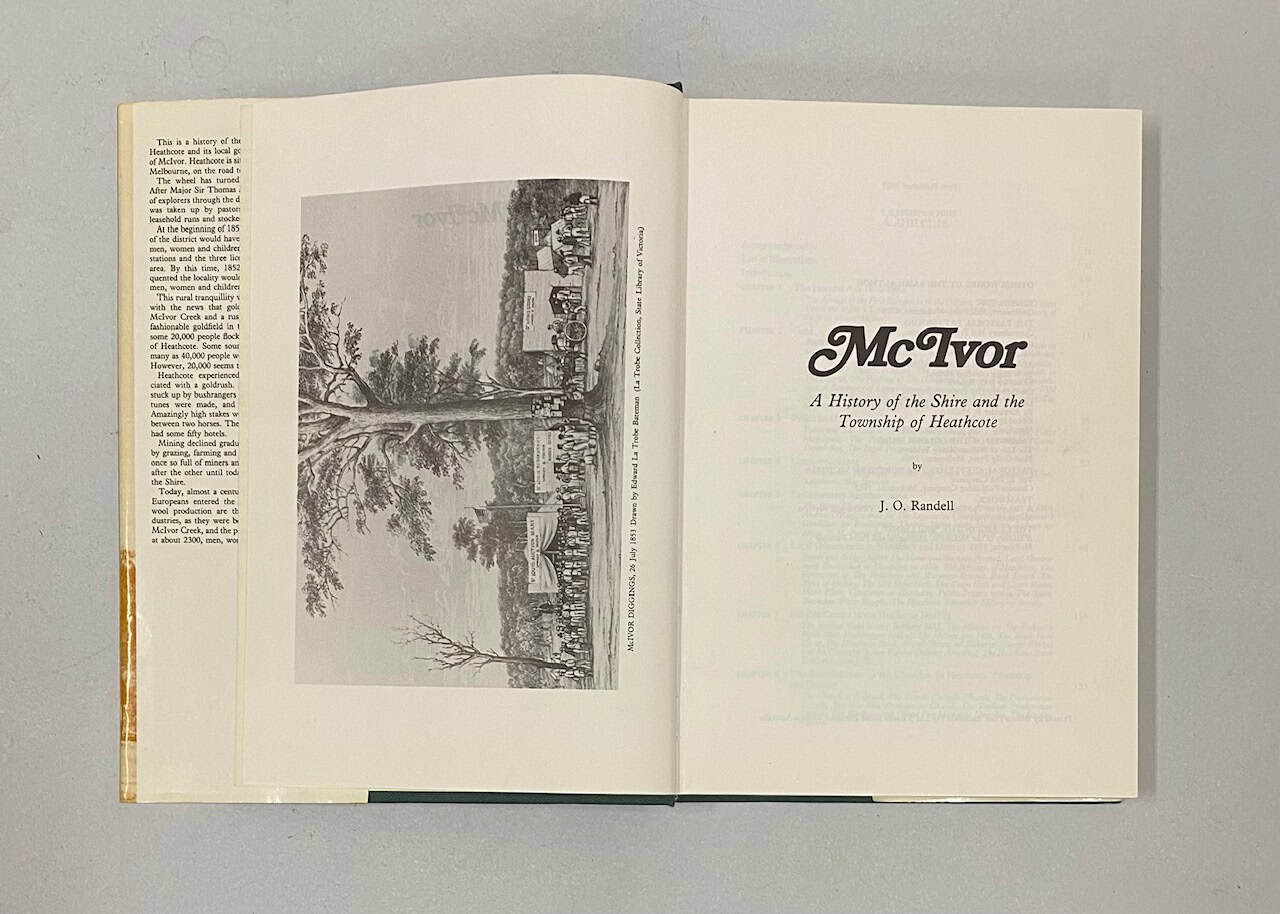 This is a history of the
Heathcote and its local go
of McIvor. Heathcote is si
Melbourne, on the road t
The wheel has turned
After Major Sir Thomas
of explorers through the d
was taken up by pastor
leasehold runs and stocke
At the beginning of 185
of the district would have
men, women and children
stations and the three lic
area. By this time, 1852
quented the locality woul
men, women and childre
This rural tranquillity
with the news that gol
McIvor Creek and a rus
fashionable goldfield in t
some 20,000 people flock
of Heathcote. Some sour
many as 40,000 people w
However, 20,000 seems t
Heathcote experienced
ciated with a goldrush.
stuck up by bushrangers
tunes were made, and
Amazingly high stakes w
between two horses. The
had some fifty hotels.
Mining declined gradu
by grazing, farming and
once so full of miners an
after the other until tod
the Shire.
Today, almost a centu
Europeans entered the
wool production are th
dustries, as they were b
McIvor Creek, and the p
at about 2300, men, wo
McIVOR DIGGINGS, 26 July 1853 Drawn by Edward La Trobe Bateman (La Trobe Collection, State Library of Victoria)
McIvor
A History of the Shire and the
Township of Heathcote
by
J. O. Randell